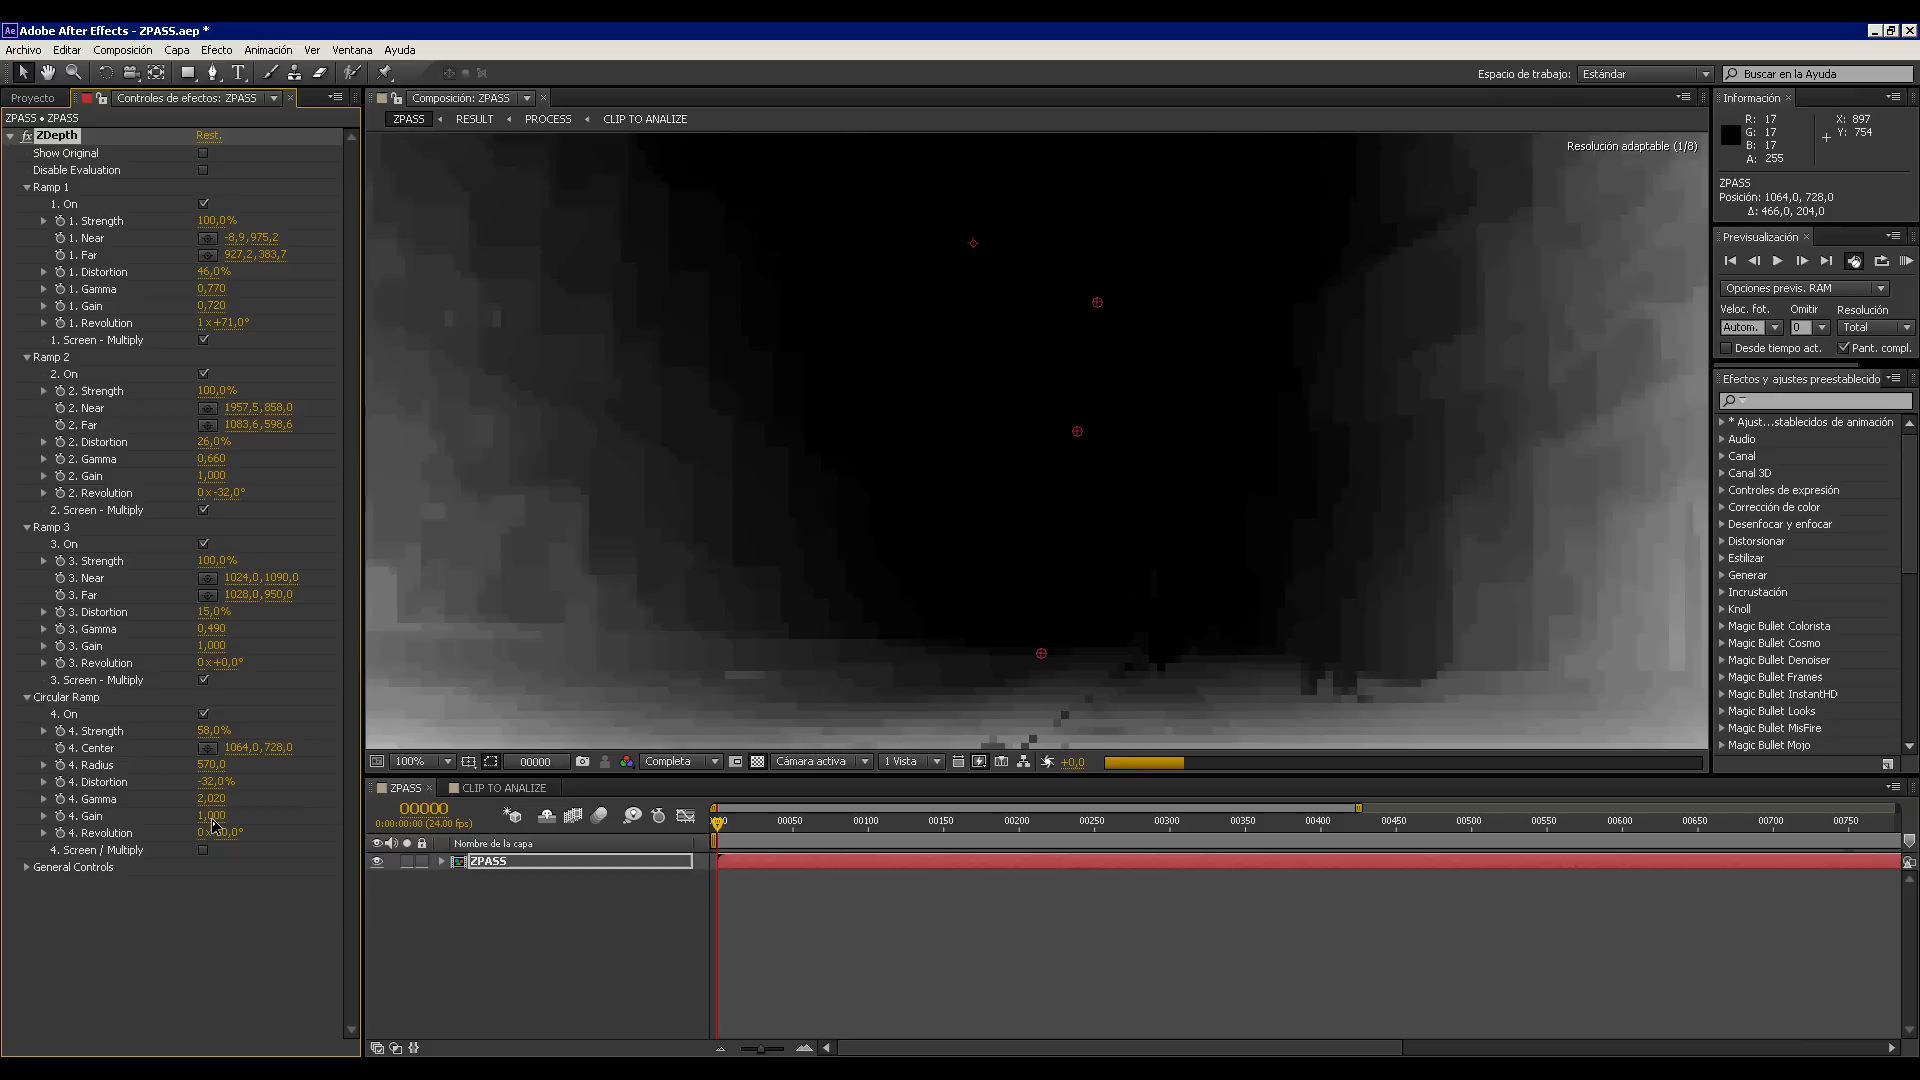 Adobe After Effects - ZPASS.aep *
Archivo Editar Composición Capa Efecto Animación Ver Ventana Ayuda
Espacio de trabajo: Estándar Buscar en la Ayuda
Proyecto Controles de efectos: ZPASS
ZPASS • ZPASS
ZDepth Rest.
Show Original
Disable Evaluation
Ramp 1
1. On
1. Strength 100,0%
1. Near -8,9,975,2
1. Far 927,2,383,7
1. Distortion 46,0%
1. Gamma 0,770
1. Gain 0,720
1. Revolution 1x+71,0°
1. Screen - Multiply
Ramp 2
2. On
2. Strength 100,0%
2. Near 1957,5,858,0
2. Far 1083,6,598,6
2. Distortion 26,0%
2. Gamma 0,660
2. Gain 1,000
2. Revolution 0x-32,0°
2. Screen - Multiply
Ramp 3
3. On
3. Strength 100,0%
3. Near 1024,0,1090,0
3. Far 1028,0,950,0
3. Distortion 15,0%
3. Gamma 0,490
3. Gain 1,000
3. Revolution 0x+0,0°
3. Screen - Multiply
Circular Ramp
4. On
4. Strength 58,0%
4. Center 1064,0,728,0
4. Radius 570,0
4. Distortion -32,0%
4. Gamma 2,020
4. Gain 1,000
4. Revolution
4. Screen / Multiply
General Controls
Composición: ZPASS
ZPASS RESULT PROCESS CLIP TO ANALIZE
Resolución adaptable (1/8)
100% 00000 Completa Cámara activa 1 Vista +0,0
ZPASS CLIP TO ANALIZE
00000
0:00:00:00 (24.00 fps)
00050 00100 00150 00200 00250 00300 00350 00400 00450 00500 00550 00600 00650 00700 00750
Nombre de la capa
ZPASS
Información
R: 17 X: 897
G: 17 Y: 754
B: 17
A: 255
ZPASS
Posición: 1064,0, 728,0
Δ: 466,0, 204,0
Previsualización
Opciones previs. RAM
Veloc. fot. Omitir Resolución
Autom. 0 Total
Desde tiempo act. Pant. compl.
Efectos y ajustes preestablecido
* Ajust...stablecidos de animación
Audio
Canal
Canal 3D
Controles de expresión
Corrección de color
Desenfocar y enfocar
Distorsionar
Estilizar
Generar
Incrustación
Knoll
Magic Bullet Colorista
Magic Bullet Cosmo
Magic Bullet Denoiser
Magic Bullet Frames
Magic Bullet InstantHD
Magic Bullet Looks
Magic Bullet MisFire
Magic Bullet Mojo